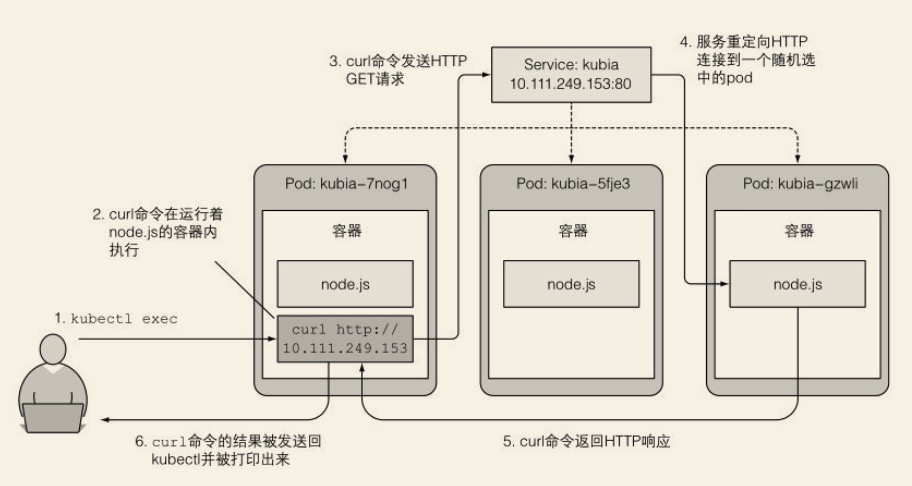 3. curl命令发送HTTP
GET请求
Service: kubia
10.111.249.153:80
4. 服务重定向HTTP
连接到一个随机选
中的pod
Pod: kubia-7nog1
Pod: kubia-5fje3
Pod: kubia-gzwli
2. curl命令在运行着
node.js的容器内
执行
容器
容器
容器
node.js
node.js
node.js
1. kubectl exec
curl http://
10.111.249.153
6. curl命令的结果被发送回
kubectl并被打印出来
5. curl命令返回HTTP响应